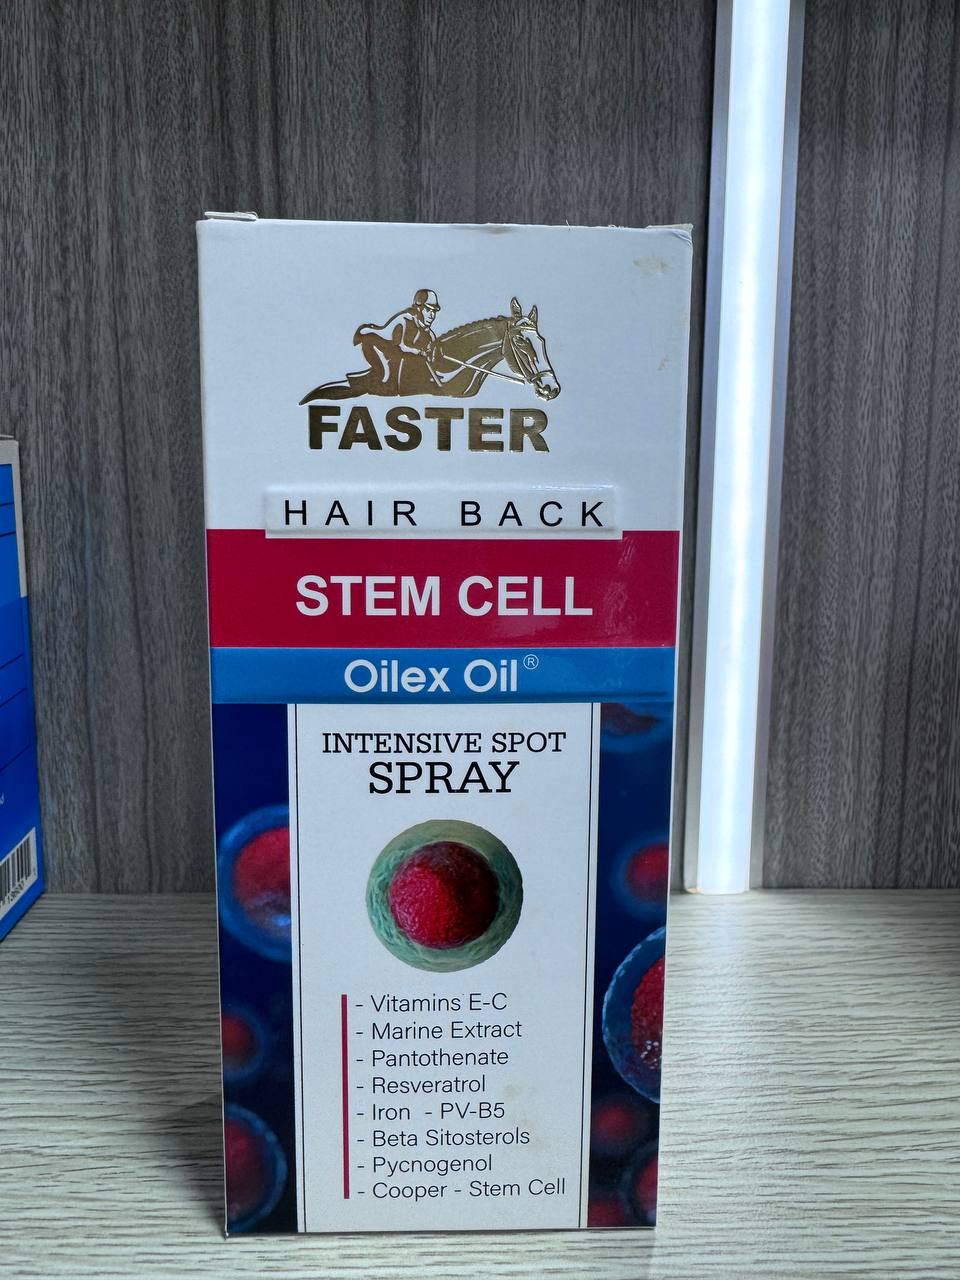 FASTER
HAIR BACK
STEM CELL
Oilex Oil®
INTENSIVE SPOT
SPRAY
- Vitamins E-C
- Marine Extract
- Pantothenate
- Resveratrol
- Iron - PV-B5
- Beta Sitosterols
- Pycnogenol
- Cooper - Stem Cell